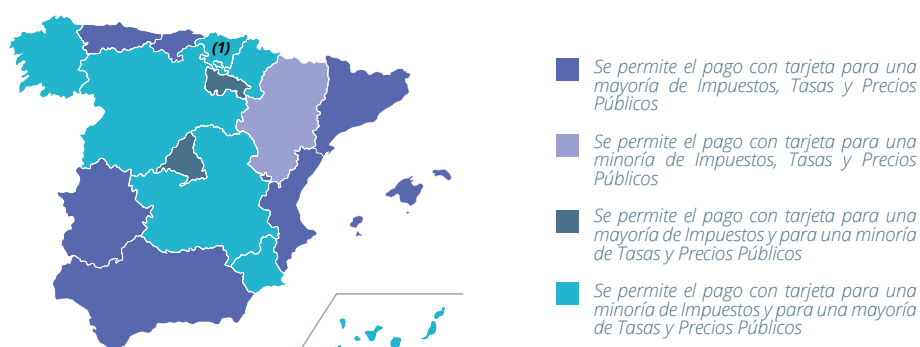 (1)
Se permite el pago con tarjeta para una
mayoría de Impuestos, Tasas y Precios
Públicos
Se permite el pago con tarjeta para una
minoría de Impuestos, Tasas y Precios
Públicos
Se permite el pago con tarjeta para una
mayoría de Impuestos y para una minoría
de Tasas y Precios Públicos
Se permite el pago con tarjeta para una
minoría de Impuestos y para una mayoría
de Tasas y Precios Públicos